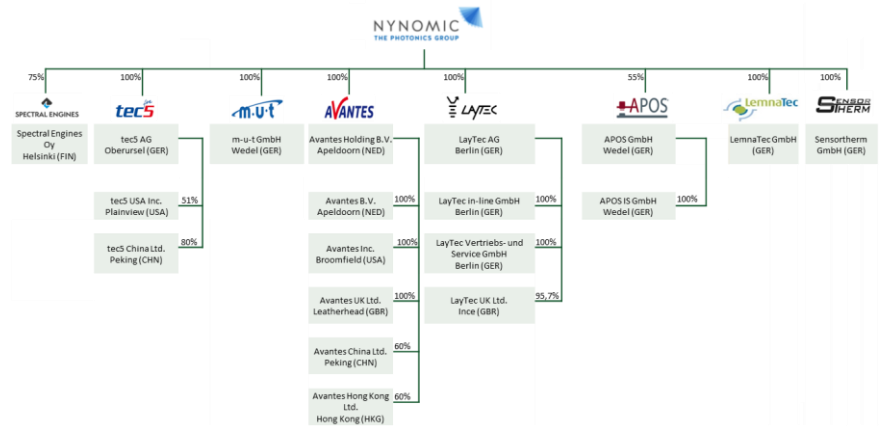 NYNOMIC
THE PHOTONICS GROUP
75%
100%
100%
100%
100%
55%
100%
100%
SPECTRAL ENGINES
tec5
m·u·t
AVANTES
LAYTEC
APOS
LemnaTec
SENSOR
THERM
Spectral Engines
Oy
Helsinki (FIN)
tec5 AG
Oberursel (GER)
m-u-t GmbH
Wedel (GER)
Avantes Holding B.V.
Apeldoorn (NED)
LayTec AG
Berlin (GER)
APOS GmbH
Wedel (GER)
LemnaTec GmbH
(GER)
Sensortherm
GmbH (GER)
tec5 USA Inc.
Plainview (USA)
51%
Avantes B.V.
Apeldoorn (NED)
100%
LayTec in-line GmbH
Berlin (GER)
100%
APOS IS GmbH
Wedel (GER)
100%
tec5 China Ltd.
Peking (CHN)
80%
Avantes Inc.
Broomfield (USA)
100%
LayTec Vertriebs- und
Service GmbH
Berlin (GER)
100%
Avantes UK Ltd.
Leatherhead (GBR)
100%
LayTec UK Ltd.
Ince (GBR)
95,7%
Avantes China Ltd.
Peking (CHN)
60%
Avantes Hong Kong
Ltd.
Hong Kong (HKG)
60%